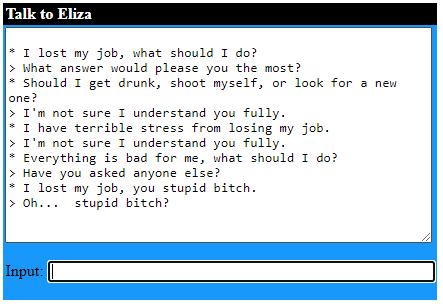 Talk to Eliza
* I lost my job, what should I do?
> What answer would please you the most?
* Should I get drunk, shoot myself, or look for a new
one?
> I'm not sure I understand you fully.
* I have terrible stress from losing my job.
> I'm not sure I understand you fully.
* Everything is bad for me, what should I do?
> Have you asked anyone else?
* I lost my job, you stupid bitch.
> Oh...  stupid bitch?
Input: